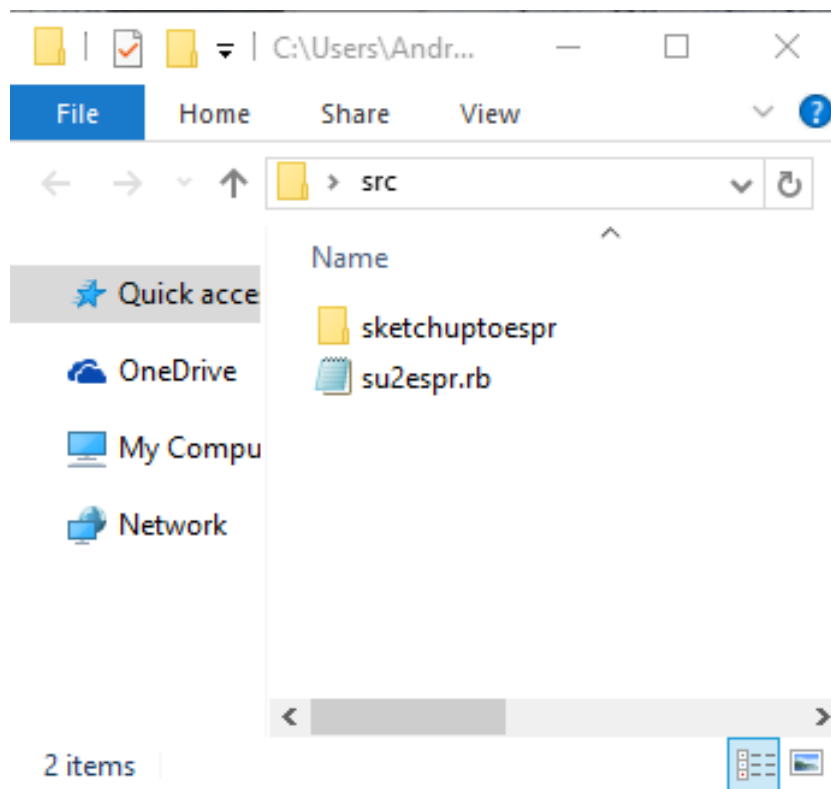 C:\Users\Andr...
File Home Share View ?
> src
Name
Quick acce
sketchuptoespr
OneDrive
su2espr.rb
My Compu
Network
2 items